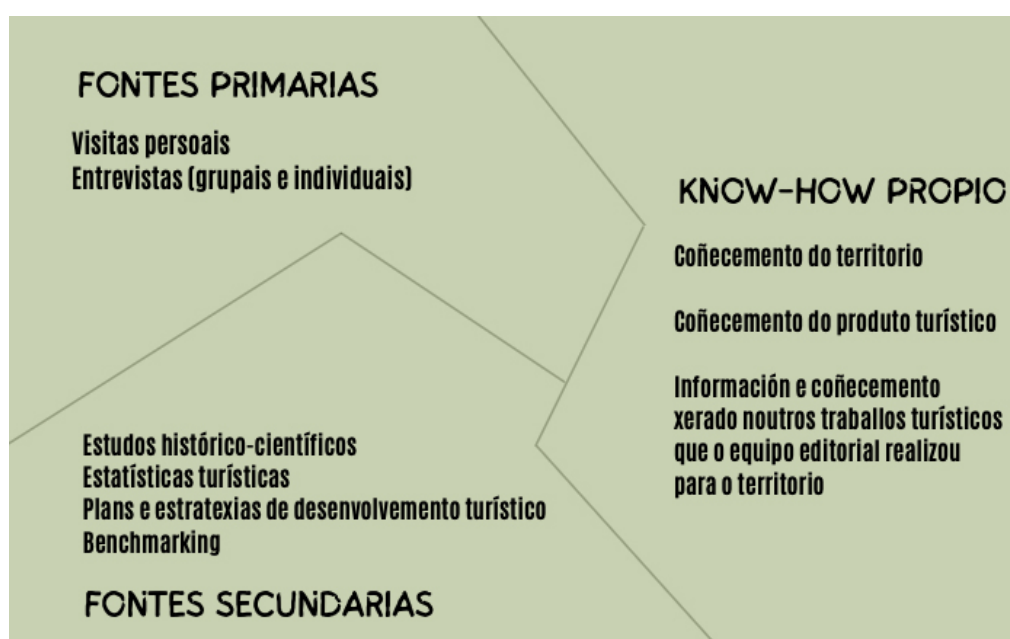 FONTES PRIMARIAS
Visitas persoais
Entrevistas (grupais e individuais)
KNOW-HOW PROPIO
Coñecemento do territorio
Coñecemento do produto turístico
Información e coñecemento
xerado noutros traballos turísticos
que o equipo editorial realizou
para o territorio
Estudos histórico-científicos
Estatísticas turísticas
Plans e estratexias de desenvolvemento turístico
Benchmarking
FONTES SECUNDARIAS